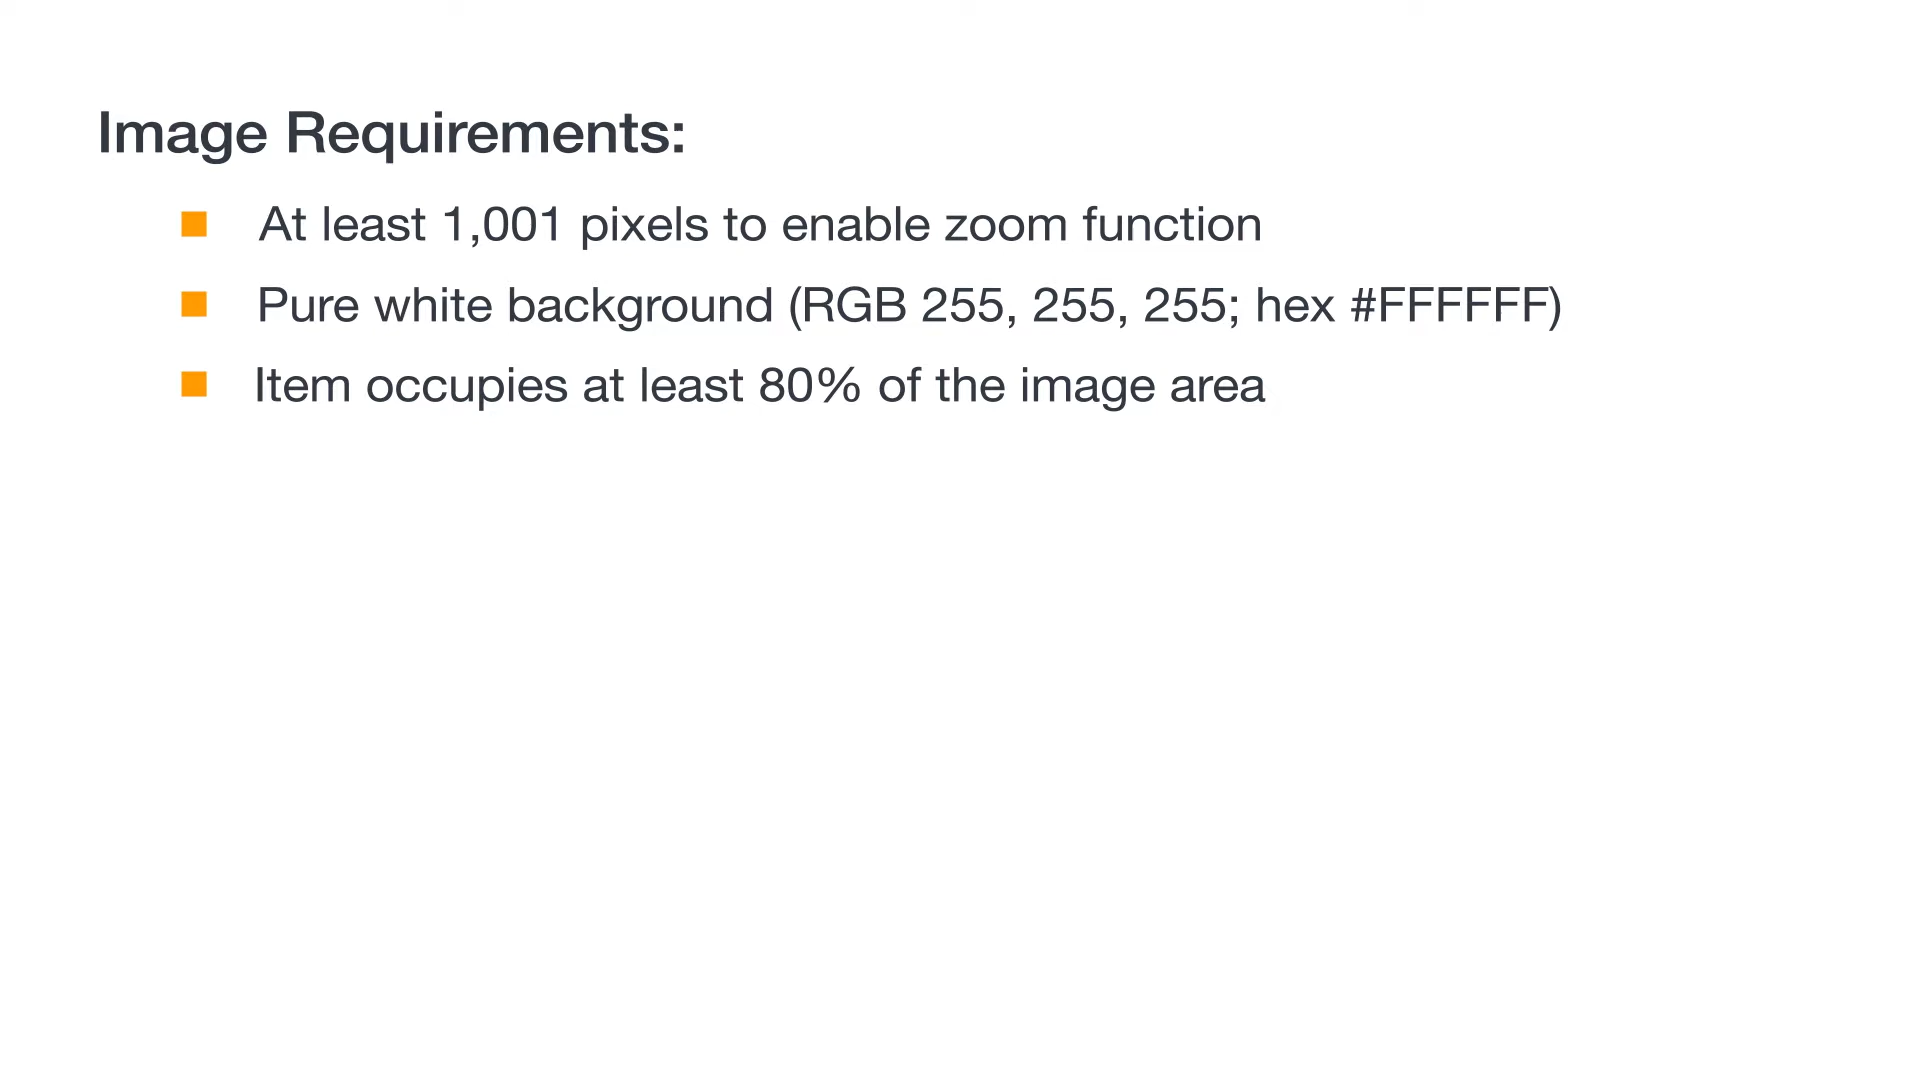 Image Requirements:
At least 1,001 pixels to enable zoom function
Pure white background (RGB 255, 255, 255; hex #FFFFFF)
Item occupies at least 80% of the image area